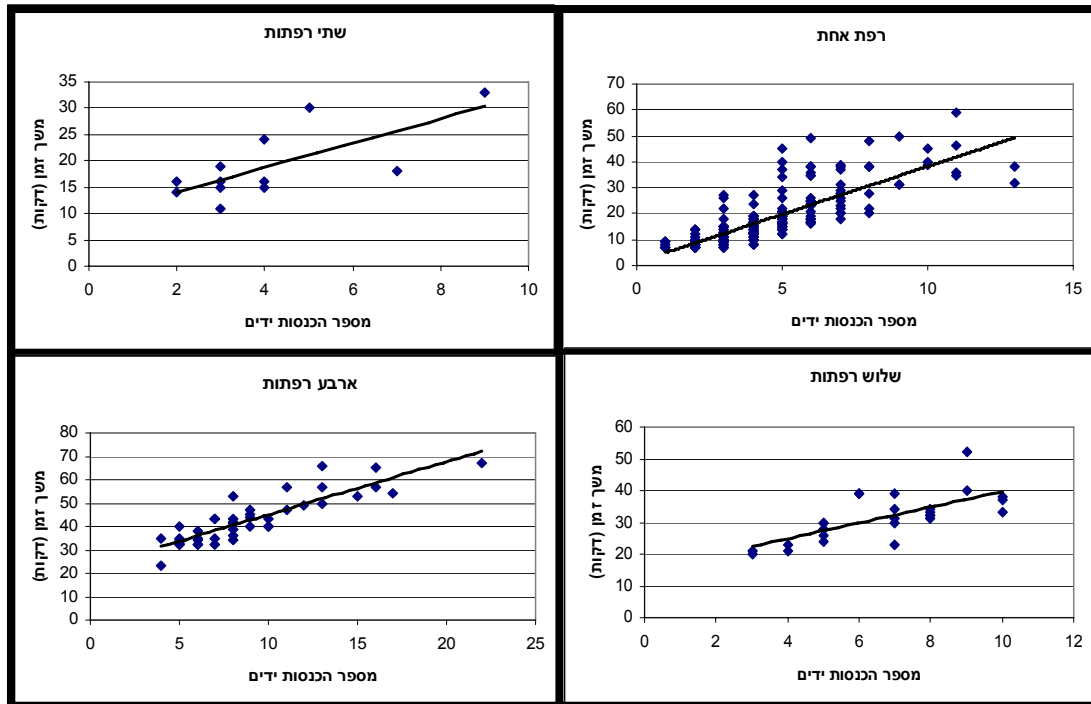 שתי רפתות
משך זמן (דקות)
35
30
25
20
15
10
5
0
0 2 4 6 8 10
מספר הכנסות ידים
רפת אחת
משך זמן (דקות)
70
60
50
40
30
20
10
0
0 5 10 15
מספר הכנסות ידים
ארבע רפתות
משך זמן (דקות)
80
70
60
50
40
30
20
10
0
0 5 10 15 20 25
מספר הכנסות ידים
שלוש רפתות
משך זמן (דקות)
60
50
40
30
20
10
0
0 2 4 6 8 10 12
מספר הכנסות ידים